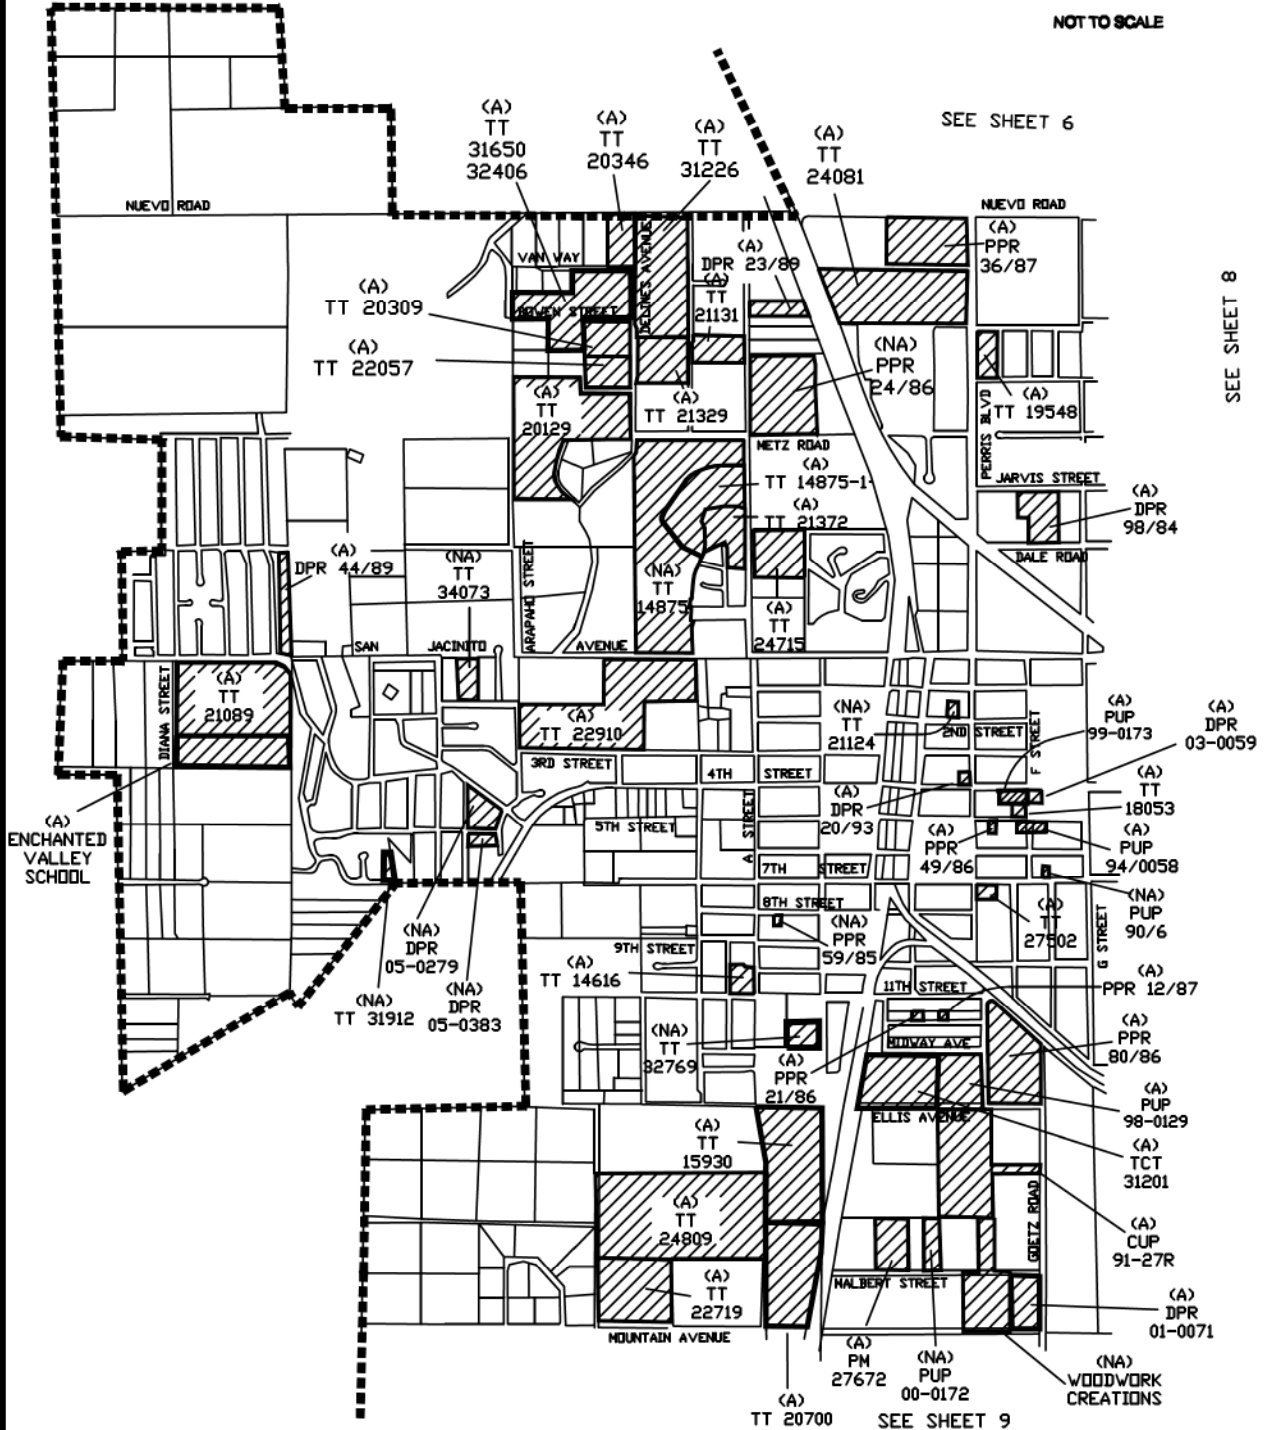 NOT TO SCALE
SEE SHEET 6
SEE SHEET 8
(A)
TT
31650
32406
(A)
TT
20346
(A)
TT
31226
(A)
TT
24081
NUEVO ROAD
NUEVO ROAD
(A)
PPR
36/87
VAN WAY
DELINES AVENUE
(A)
DPR 23/89
(A)
TT
21131
(A)
TT 20309
BOWEN STREET
(A)
TT 22057
(NA)
PPR
24/86
(A)
TT 19548
PERRIS BLVD
(A)
TT
20129
(A)
TT 21329
METZ ROAD
(A)
TT 14875-1
JARVIS STREET
(A)
TT 21372
(A)
DPR
98/84
DALE ROAD
(A)
DPR 44/89
(NA)
TT
34073
ARAPAHO STREET
(NA)
TT
14875
(A)
TT
24715
SAN JACINITO AVENUE
DIANA STREET
(A)
TT
21089
(A)
TT 22910
(NA)
TT
21124
2ND STREET
F STREET
(A)
PUP
99-0173
(A)
DPR
03-0059
3RD STREET
4TH STREET
(A)
TT
18053
(A)
DPR
20/93
A STREET
5TH STREET
(A)
PPR
49/86
(A)
PUP
94/0058
(A)
ENCHANTED
VALLEY
SCHOOL
7TH STREET
(NA)
PUP
90/6
8TH STREET
(A)
TT
27502
G STREET
(NA)
PPR
59/85
(NA)
DPR
05-0279
9TH STREET
(A)
TT 14616
(NA)
DPR
05-0383
(NA)
TT 31912
11TH STREET
(A)
PPR 12/87
(NA)
TT
32769
MIDWAY AVE
(A)
PPR
80/86
(A)
PPR
21/86
(A)
PUP
98-0129
ELLIS AVENUE
(A)
TT
15930
(A)
TCT
31201
(A)
TT
24809
GOETZ ROAD
(A)
CUP
91-27R
MALBERT STREET
(A)
TT
22719
(A)
DPR
01-0071
MOUNTAIN AVENUE
(A)
PM
27672
(NA)
PUP
00-0172
(NA)
WOODWORK
CREATIONS
(A)
TT 20700
SEE SHEET 9